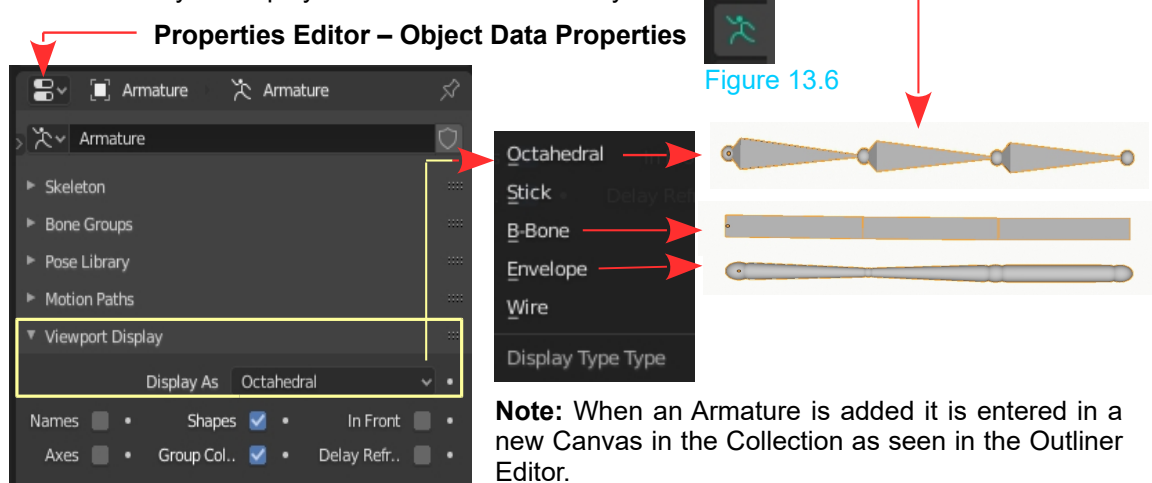 Properties Editor – Object Data Properties
Figure 13.6
Armature Armature
Armature
Skeleton
Bone Groups
Pose Library
Motion Paths
Viewport Display
Display As Octahedral
Names Shapes In Front
Axes Group Col.. Delay Refr..
Octahedral
Stick
Delay Refr
B-Bone
Envelope
Wire
Display Type Type
Note: When an Armature is added it is entered in a
new Canvas in the Collection as seen in the Outliner
Editor.